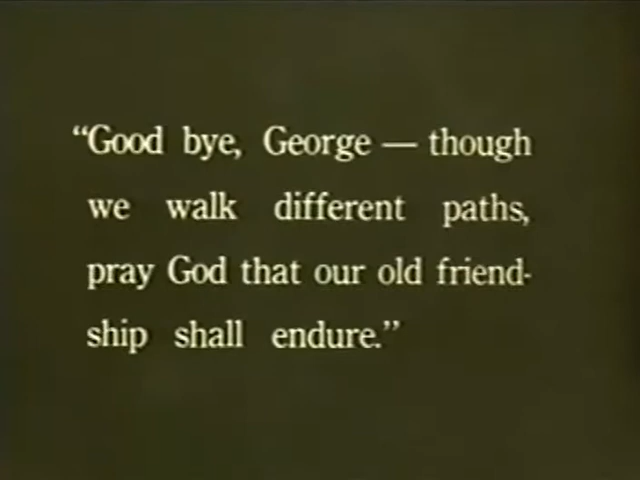 “Good bye, George — though
we walk different paths,
pray God that our old friend-
ship shall endure.”